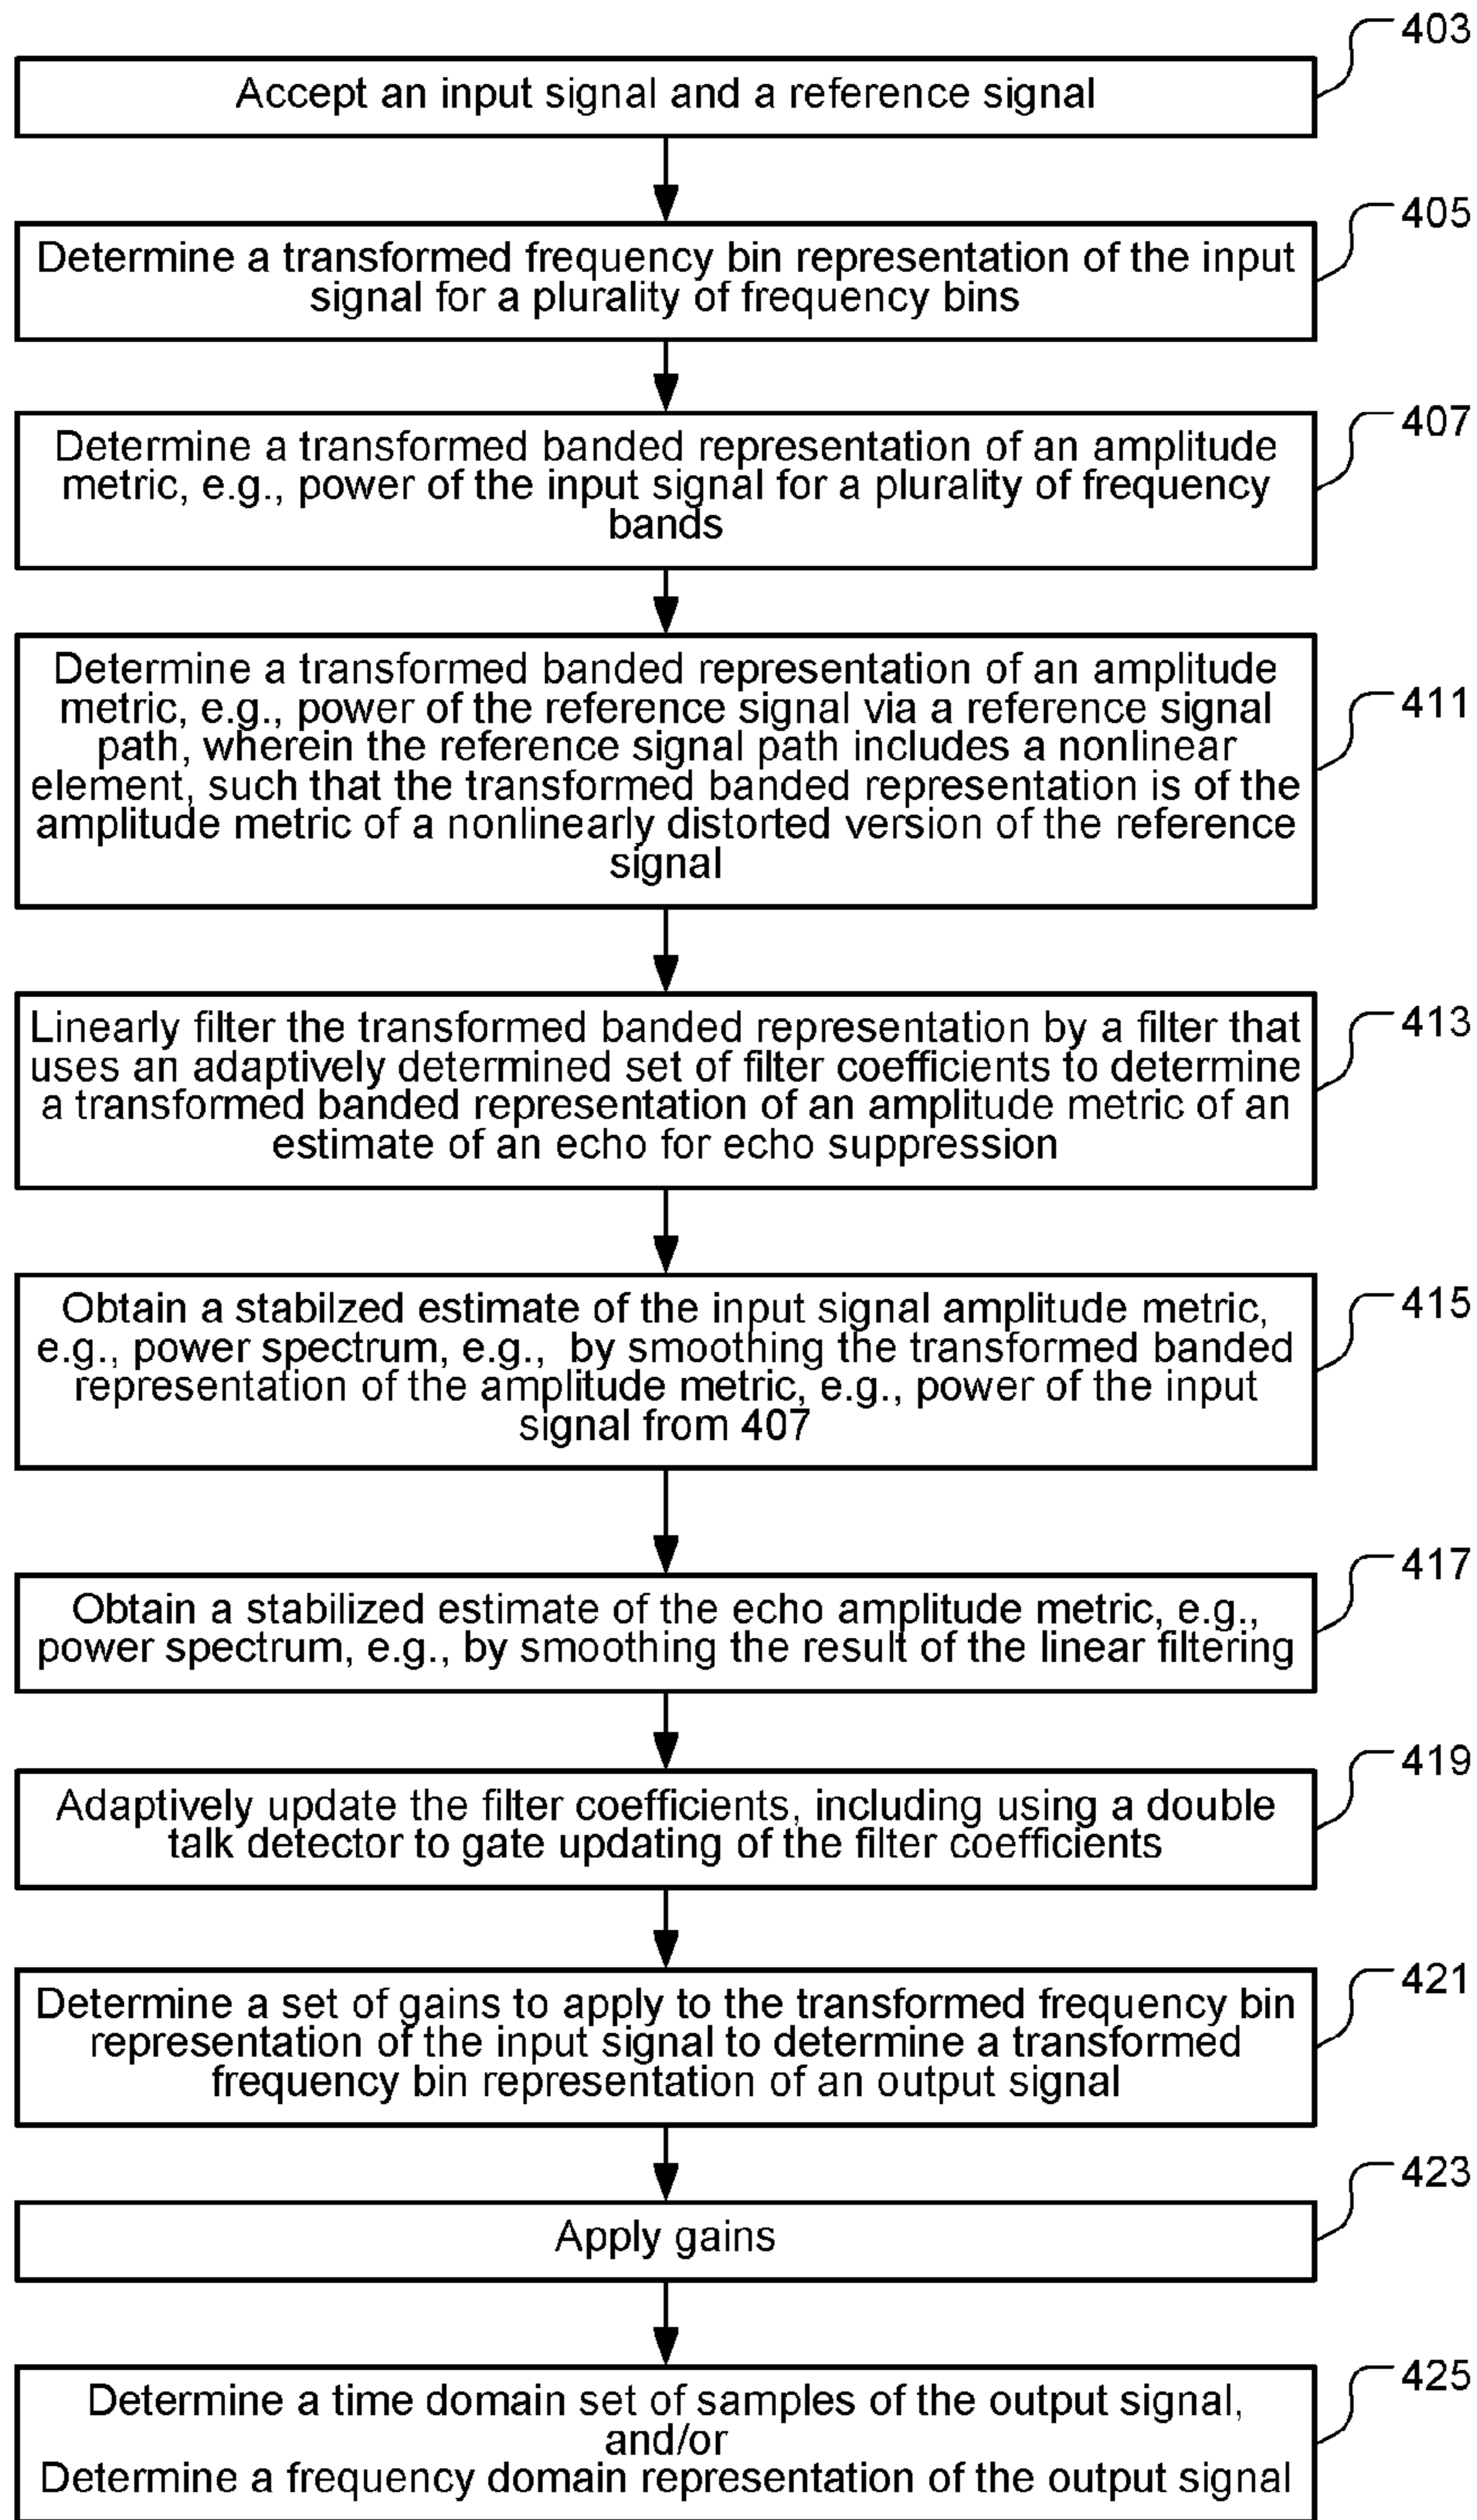 403
Accept an input signal and a reference signal
405
Determine a transformed frequency bin representation of the input
signal for a plurality of frequency bins
407
Determine a transformed banded representation of an amplitude
metric, e.g., power of the input signal for a plurality of frequency
bands
411
Determine a transformed banded representation of an amplitude
metric, e.g., power of the reference signal via a reference signal
path, wherein the reference signal path includes a nonlinear
element, such that the transformed banded representation is of the
amplitude metric of a nonlinearly distorted version of the reference
signal
413
Linearly filter the transformed banded representation by a filter that
uses an adaptively determined set of filter coefficients to determine
a transformed banded representation of an amplitude metric of an
estimate of an echo for echo suppression
415
Obtain a stabilzed estimate of the input signal amplitude metric,
e.g., power spectrum, e.g., by smoothing the transformed banded
representation of the amplitude metric, e.g., power of the input
signal from 407
417
Obtain a stabilized estimate of the echo amplitude metric, e.g.,
power spectrum, e.g., by smoothing the result of the linear filtering
419
Adaptively update the filter coefficients, including using a double
talk detector to gate updating of the filter coefficients
421
Determine a set of gains to apply to the transformed frequency bin
representation of the input signal to determine a transformed
frequency bin representation of an output signal
423
Apply gains
425
Determine a time domain set of samples of the output signal,
and/or
Determine a frequency domain representation of the output signal